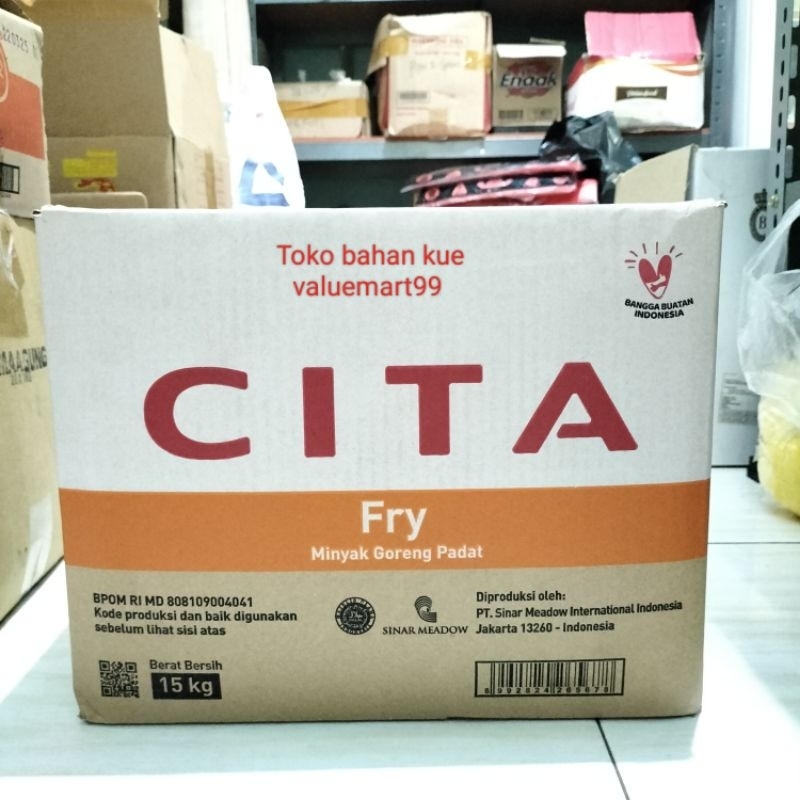 220325
Enaak
Toko bahan kue
valuemart99
BANGGA BUATAN
INDONESIA
CITA
Fry
Minyak Goreng Padat
BPOM RI MD 808109004041
Kode produksi dan baik digunakan
sebelum lihat sisi atas
SINAR MEADOW
Diproduksi oleh:
PT. Sinar Meadow International Indonesia
Jakarta 13260 - Indonesia
Berat Bersih
15 kg
8992824265678